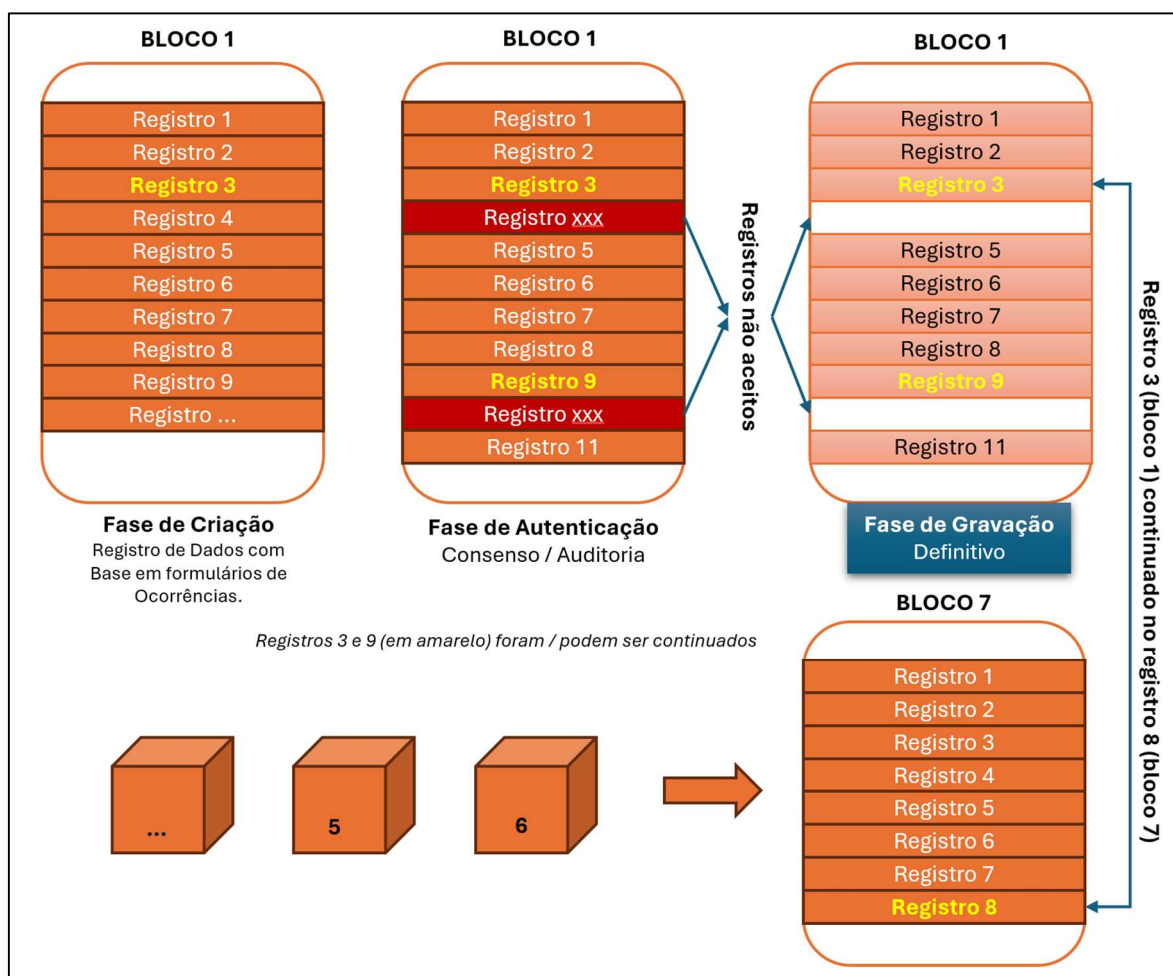 BLOCO 1
Registro 1
Registro 2
Registro 3
Registro 4
Registro 5
Registro 6
Registro 7
Registro 8
Registro 9
Registro ...
Fase de Criação
Registro de Dados com
Base em formulários de
Ocorrências.
BLOCO 1
Registro 1
Registro 2
Registro 3
Registro xxx
Registro 5
Registro 6
Registro 7
Registro 8
Registro 9
Registro xxx
Registro 11
Fase de Autenticação
Consenso / Auditoria
Registros não aceitos
BLOCO 1
Registro 1
Registro 2
Registro 3
Registro 5
Registro 6
Registro 7
Registro 8
Registro 9
Registro 11
Fase de Gravação
Definitivo
Registro 3 (bloco 1) continuado no registro 8 (bloco 7)
Registros 3 e 9 (em amarelo) foram / podem ser continuados
...
5
6
BLOCO 7
Registro 1
Registro 2
Registro 3
Registro 4
Registro 5
Registro 6
Registro 7
Registro 8